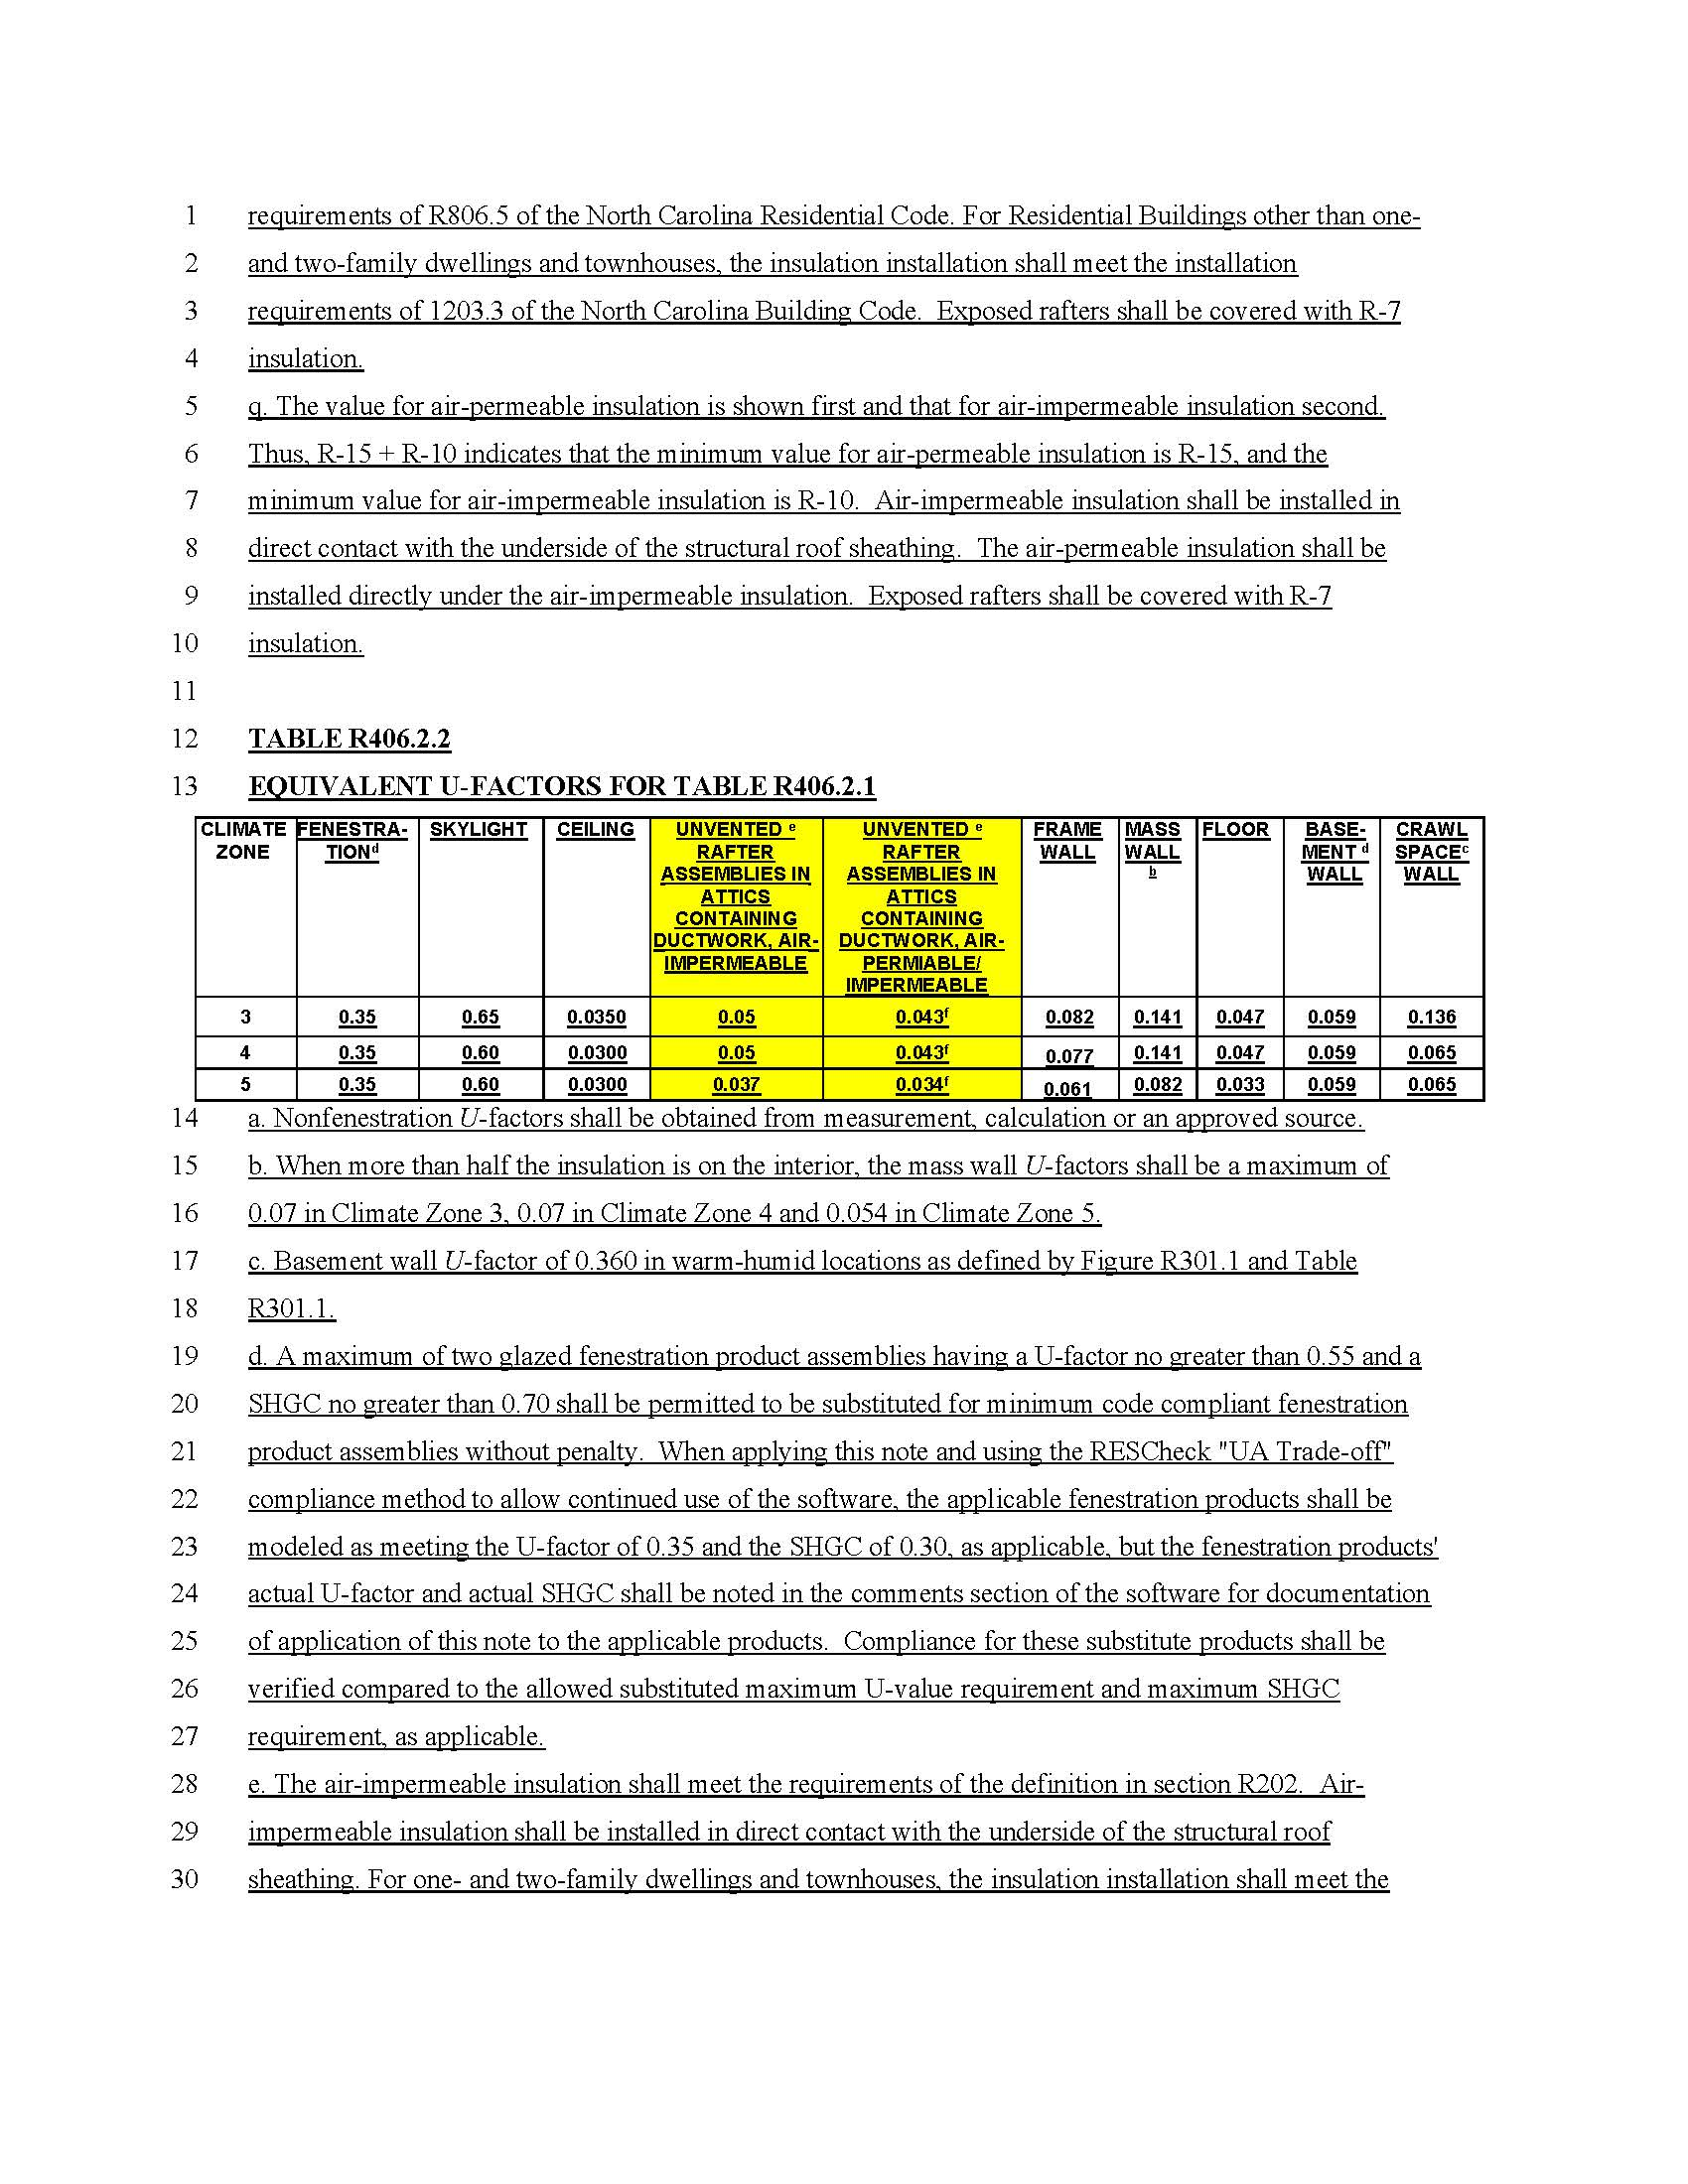 1 requirements of R806.5 of the North Carolina Residential Code. For Residential Buildings other than one-
2 and two-family dwellings and townhouses, the insulation installation shall meet the installation
3 requirements of 1203.3 of the North Carolina Building Code.  Exposed rafters shall be covered with R-7
4 insulation.
5 q. The value for air-permeable insulation is shown first and that for air-impermeable insulation second.
6 Thus, R-15 + R-10 indicates that the minimum value for air-permeable insulation is R-15, and the
7 minimum value for air-impermeable insulation is R-10.  Air-impermeable insulation shall be installed in
8 direct contact with the underside of the structural roof sheathing.  The air-permeable insulation shall be
9 installed directly under the air-impermeable insulation.  Exposed rafters shall be covered with R-7
10 insulation.
11
12 TABLE R406.2.2
13 EQUIVALENT U-FACTORS FOR TABLE R406.2.1
CLIMATE FENESTRA- SKYLIGHT CEILING UNVENTED e UNVENTED e FRAME MASS FLOOR BASE- CRAWL
ZONE TIONd RAFTER RAFTER WALL WALL MENT d SPACEc
ASSEMBLIES IN ASSEMBLIES IN b WALL WALL
ATTICS ATTICS
CONTAINING CONTAINING
DUCTWORK, AIR- DUCTWORK, AIR-
IMPERMEABLE PERMIABLE/
IMPERMEABLE
3 0.35 0.65 0.0350 0.05 0.043f 0.082 0.141 0.047 0.059 0.136
4 0.35 0.60 0.0300 0.05 0.043f 0.077 0.141 0.047 0.059 0.065
5 0.35 0.60 0.0300 0.037 0.034f 0.061 0.082 0.033 0.059 0.065
14 a. Nonfenestration U-factors shall be obtained from measurement, calculation or an approved source.
15 b. When more than half the insulation is on the interior, the mass wall U-factors shall be a maximum of
16 0.07 in Climate Zone 3, 0.07 in Climate Zone 4 and 0.054 in Climate Zone 5.
17 c. Basement wall U-factor of 0.360 in warm-humid locations as defined by Figure R301.1 and Table
18 R301.1.
19 d. A maximum of two glazed fenestration product assemblies having a U-factor no greater than 0.55 and a
20 SHGC no greater than 0.70 shall be permitted to be substituted for minimum code compliant fenestration
21 product assemblies without penalty.  When applying this note and using the RESCheck "UA Trade-off"
22 compliance method to allow continued use of the software, the applicable fenestration products shall be
23 modeled as meeting the U-factor of 0.35 and the SHGC of 0.30, as applicable, but the fenestration products'
24 actual U-factor and actual SHGC shall be noted in the comments section of the software for documentation
25 of application of this note to the applicable products.  Compliance for these substitute products shall be
26 verified compared to the allowed substituted maximum U-value requirement and maximum SHGC
27 requirement, as applicable.
28 e. The air-impermeable insulation shall meet the requirements of the definition in section R202.  Air-
29 impermeable insulation shall be installed in direct contact with the underside of the structural roof
30 sheathing. For one- and two-family dwellings and townhouses, the insulation installation shall meet the